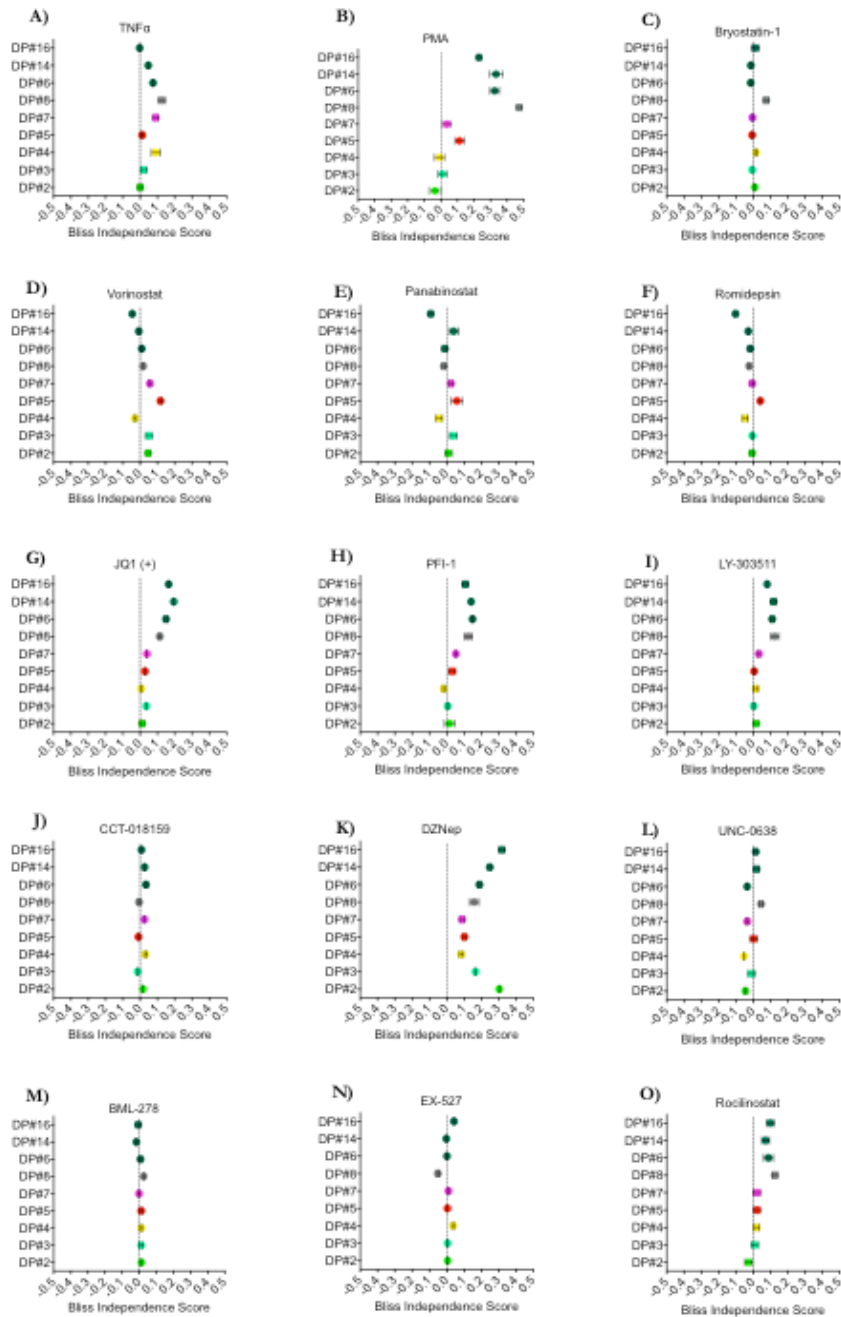 A)
TNFα
DP#16
DP#14
DP#6
DP#8
DP#7
DP#5
DP#4
DP#3
DP#2
-0.5 -0.4 -0.3 -0.2 -0.1 0.0 0.1 0.2 0.3 0.4 0.5
Bliss Independence Score
B)
PMA
DP#16
DP#14
DP#6
DP#8
DP#7
DP#5
DP#4
DP#3
DP#2
-0.5 -0.4 -0.3 -0.2 -0.1 0.0 0.1 0.2 0.3 0.4 0.5
Bliss Independence Score
C)
Bryostatin-1
DP#16
DP#14
DP#6
DP#8
DP#7
DP#5
DP#4
DP#3
DP#2
-0.5 -0.4 -0.3 -0.2 -0.1 0.0 0.1 0.2 0.3 0.4 0.5
Bliss Independence Score
D)
Vorinostat
DP#16
DP#14
DP#6
DP#8
DP#7
DP#5
DP#4
DP#3
DP#2
-0.5 -0.4 -0.3 -0.2 -0.1 0.0 0.1 0.2 0.3 0.4 0.5
Bliss Independence Score
E)
Panabinostat
DP#16
DP#14
DP#6
DP#8
DP#7
DP#5
DP#4
DP#3
DP#2
-0.5 -0.4 -0.3 -0.2 -0.1 0.0 0.1 0.2 0.3 0.4 0.5
Bliss Independence Score
F)
Romidepsin
DP#16
DP#14
DP#6
DP#8
DP#7
DP#5
DP#4
DP#3
DP#2
-0.5 -0.4 -0.3 -0.2 -0.1 0.0 0.1 0.2 0.3 0.4 0.5
Bliss Independence Score
G)
JQ1 (+)
DP#16
DP#14
DP#6
DP#8
DP#7
DP#5
DP#4
DP#3
DP#2
-0.5 -0.4 -0.3 -0.2 -0.1 0.0 0.1 0.2 0.3 0.4 0.5
Bliss Independence Score
H)
PFI-1
DP#16
DP#14
DP#6
DP#8
DP#7
DP#5
DP#4
DP#3
DP#2
-0.5 -0.4 -0.3 -0.2 -0.1 0.0 0.1 0.2 0.3 0.4 0.5
Bliss Independence Score
I)
LY-303511
DP#16
DP#14
DP#6
DP#8
DP#7
DP#5
DP#4
DP#3
DP#2
-0.5 -0.4 -0.3 -0.2 -0.1 0.0 0.1 0.2 0.3 0.4 0.5
Bliss Independence Score
J)
CCT-018159
DP#16
DP#14
DP#6
DP#8
DP#7
DP#5
DP#4
DP#3
DP#2
-0.5 -0.4 -0.3 -0.2 -0.1 0.0 0.1 0.2 0.3 0.4 0.5
Bliss Independence Score
K)
DZNep
DP#16
DP#14
DP#6
DP#8
DP#7
DP#5
DP#4
DP#3
DP#2
-0.5 -0.4 -0.3 -0.2 -0.1 0.0 0.1 0.2 0.3 0.4 0.5
Bliss Independence Score
L)
UNC-0638
DP#16
DP#14
DP#6
DP#8
DP#7
DP#5
DP#4
DP#3
DP#2
-0.5 -0.4 -0.3 -0.2 -0.1 0.0 0.1 0.2 0.3 0.4 0.5
Bliss Independence Score
M)
BML-278
DP#16
DP#14
DP#6
DP#8
DP#7
DP#5
DP#4
DP#3
DP#2
-0.5 -0.4 -0.3 -0.2 -0.1 0.0 0.1 0.2 0.3 0.4 0.5
Bliss Independence Score
N)
EX-527
DP#16
DP#14
DP#6
DP#8
DP#7
DP#5
DP#4
DP#3
DP#2
-0.5 -0.4 -0.3 -0.2 -0.1 0.0 0.1 0.2 0.3 0.4 0.5
Bliss Independence Score
O)
Rocilinostat
DP#16
DP#14
DP#6
DP#8
DP#7
DP#5
DP#4
DP#3
DP#2
-0.5 -0.4 -0.3 -0.2 -0.1 0.0 0.1 0.2 0.3 0.4 0.5
Bliss Independence Score